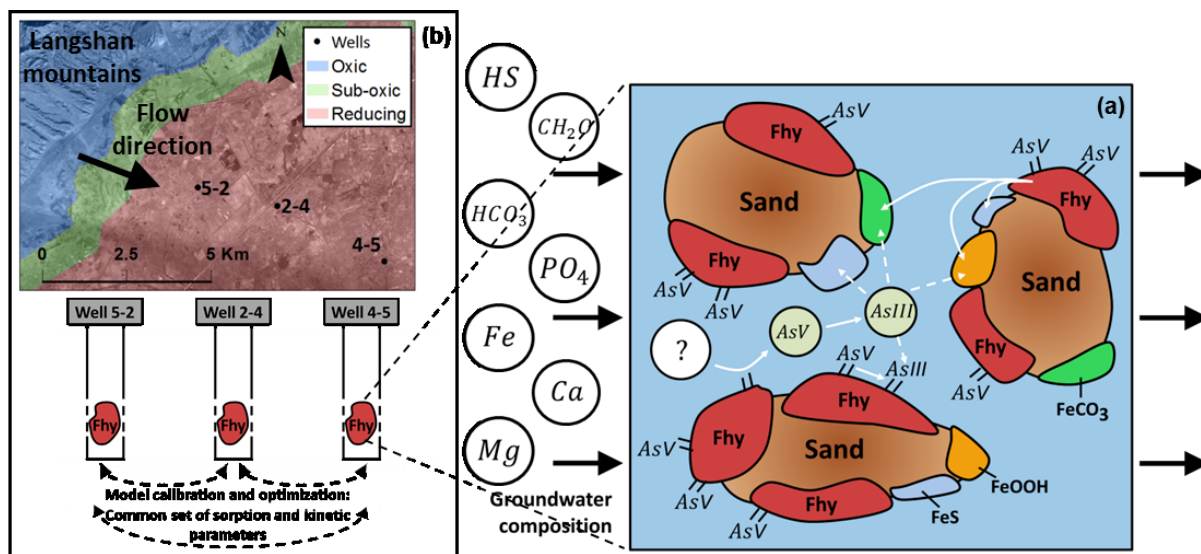 (b)
Langshan
mountains
Flow
direction
N
Wells
Oxic
Sub-oxic
Reducing
5-2
2-4
4-5
0 2.5 5 Km
Well 5-2
Well 2-4
Well 4-5
Fhy
Fhy
Fhy
Model calibration and optimization:
Common set of sorption and kinetic
parameters
HS
CH₂O
HCO₃
PO₄
Fe
Ca
Mg
Groundwater
composition
(a)
Fhy
AsV
Sand
Fhy
AsV
AsV
AsV
Fhy
Sand
Fhy
AsV
FeCO₃
?
AsV
AsIII
AsV
AsIII
Fhy
Fhy
AsV
AsV
Sand
Fhy
AsV
FeOOH
FeS